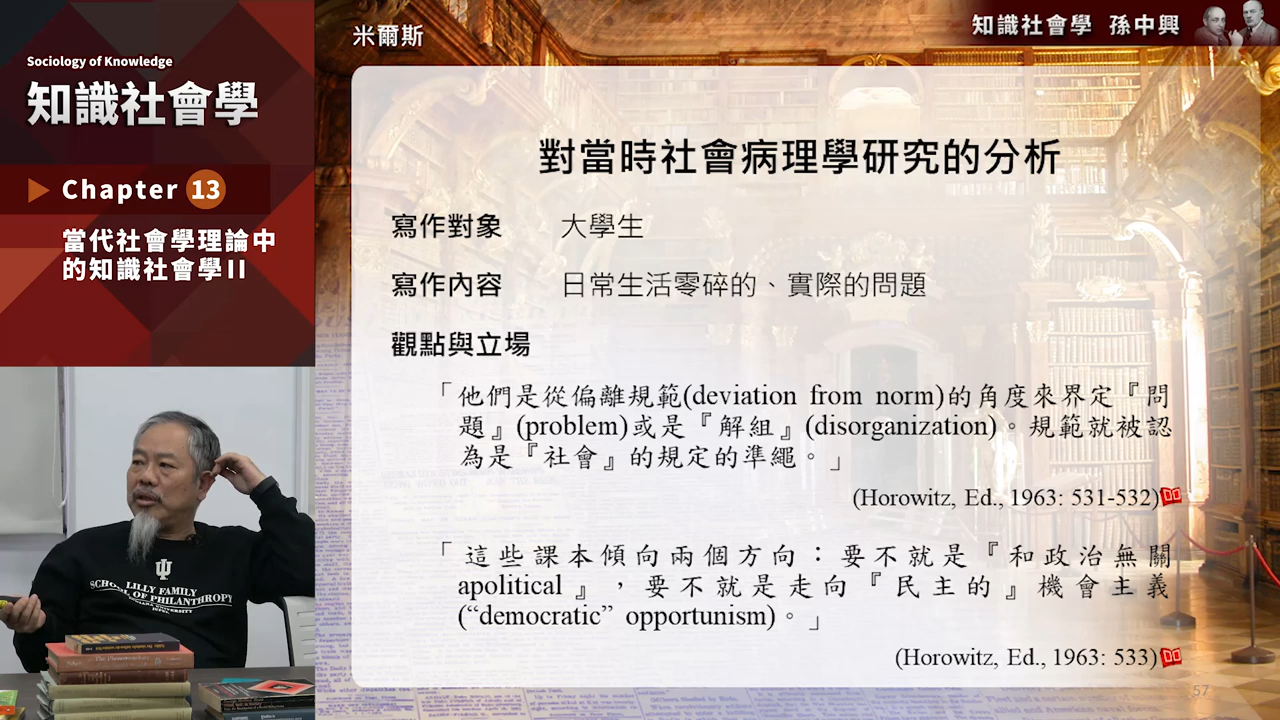 Sociology of Knowledge
知識社會學
Chapter 13
當代社會學理論中
的知識社會學II
米爾斯
知識社會學 孫中興
對當時社會病理學研究的分析
寫作對象 大學生
寫作內容 日常生活零碎的、實際的問題
觀點與立場
「他們是從偏離規範(deviation from norm)的角度來界定『問
題』(problem)或是『解組』(disorganization)。規範就被認
為是『社會』的規定的準繩。」
(Horowitz, Ed., 1963: 531-532)
「這些課本傾向兩個方向：要不就是『和政治無關
apolitical』，要不就是走向『民主的』機會主義
(“democratic” opportunism)。」
(Horowitz, Ed., 1963: 533)
57
LILLY FAMILY
SCHOOL OF PHILANTHROPY
INDIANA UNIVERSITY